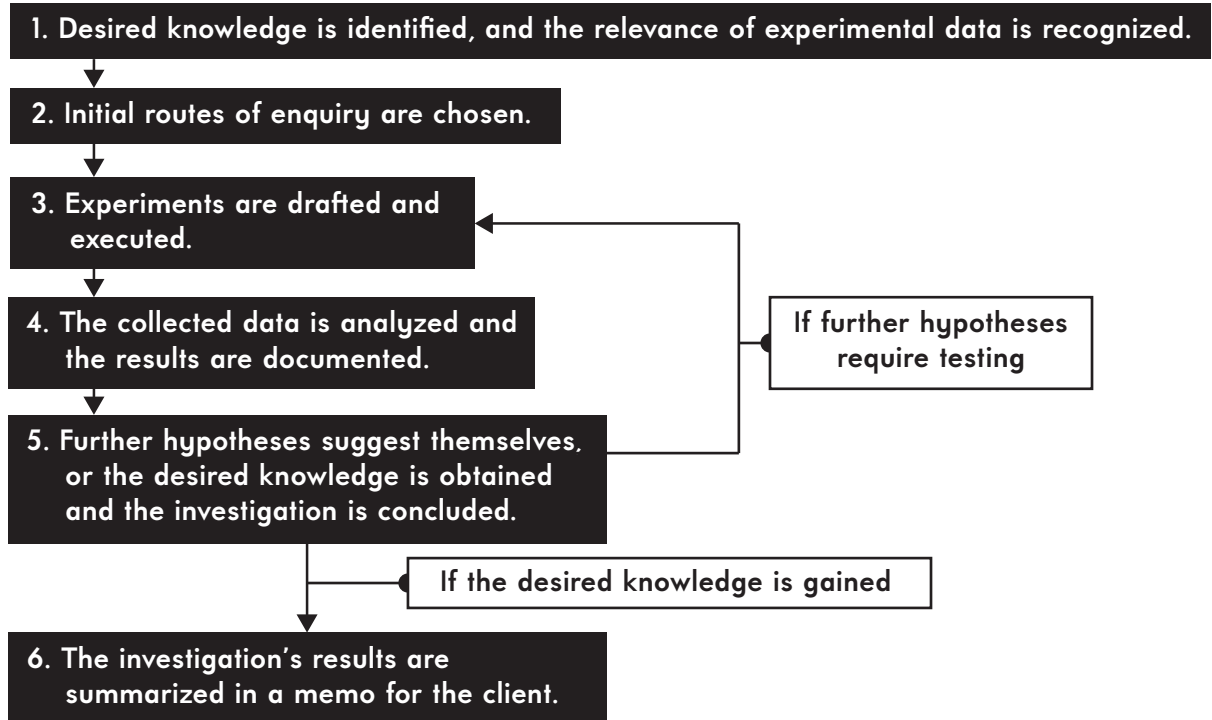 1. Desired knowledge is identified, and the relevance of experimental data is recognized.
2. Initial routes of enquiry are chosen.
3. Experiments are drafted and
executed.
4. The collected data is analyzed and
the results are documented.
If further hypotheses
require testing
5. Further hypotheses suggest themselves,
or the desired knowledge is obtained
and the investigation is concluded.
If the desired knowledge is gained
6. The investigation's results are
summarized in a memo for the client.